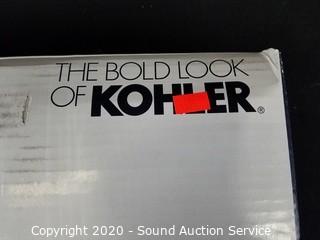 THE BOLD LOOK
OF KOHLER®
Copyright 2020 - Sound Auction Service